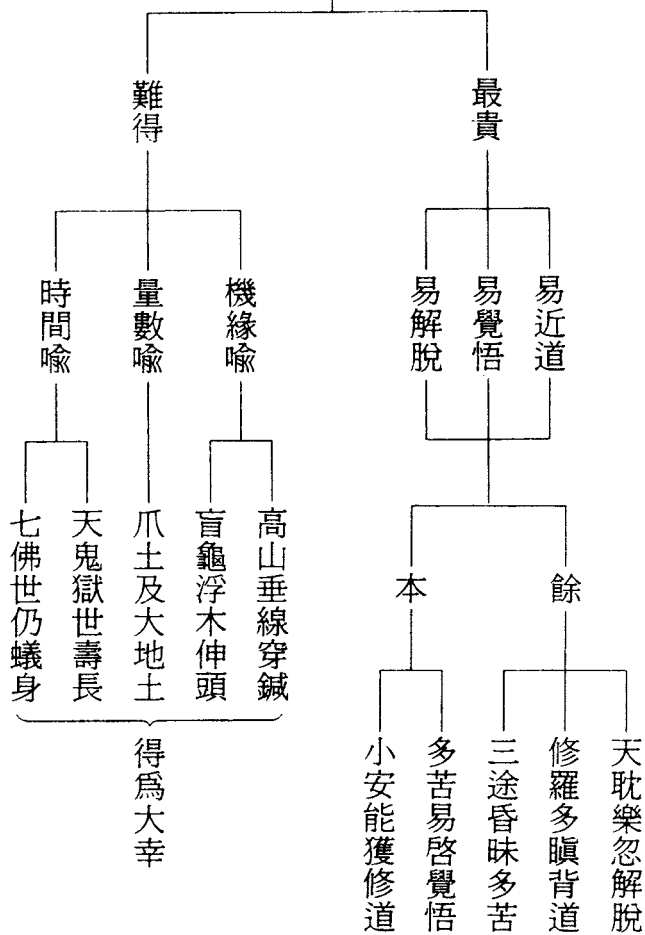 最貴
難得
易近道
易覺悟
易解脫
機緣喻
量數喻
時間喻
餘
本
高山垂線穿鍼
盲龜浮木伸頭
爪土及大地土
天鬼獄世壽長
七佛世仍蟻身
天耽樂忽解脫
修羅多瞋背道
三途昏昧多苦
多苦易啓覺悟
小安能獲修道
得爲大幸